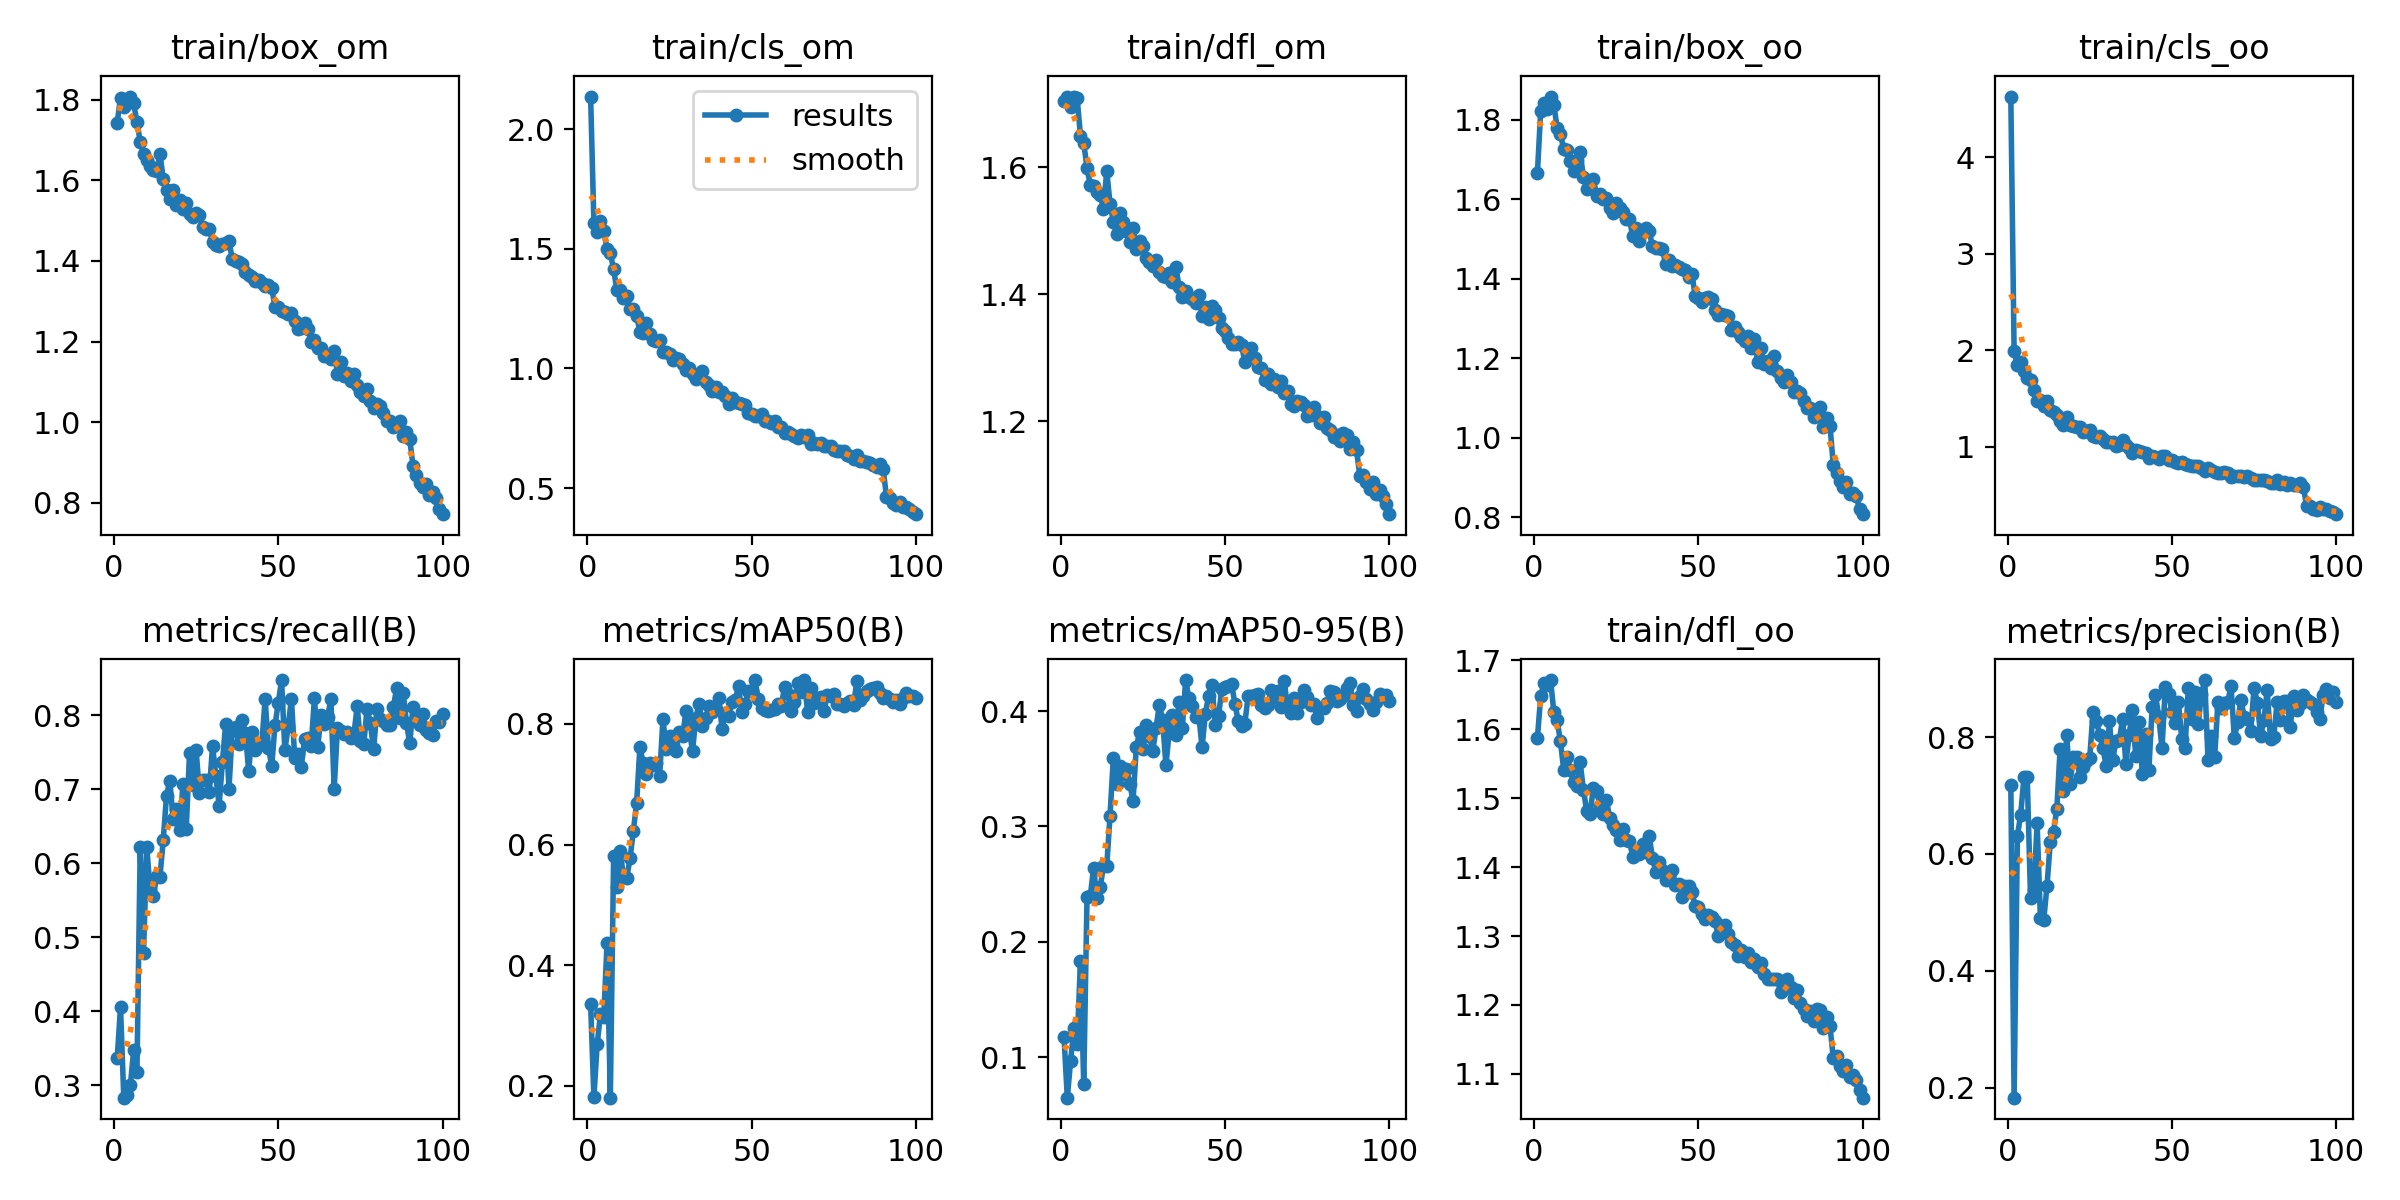 train/box_om
1.8
1.6
1.4
1.2
1.0
0.8
0 50 100
train/cls_om
results
smooth
2.0
1.5
1.0
0.5
0 50 100
train/dfl_om
1.6
1.4
1.2
0 50 100
train/box_oo
1.8
1.6
1.4
1.2
1.0
0.8
0 50 100
train/cls_oo
4
3
2
1
0 50 100
metrics/recall(B)
0.8
0.7
0.6
0.5
0.4
0.3
0 50 100
metrics/mAP50(B)
0.8
0.6
0.4
0.2
0 50 100
metrics/mAP50-95(B)
0.4
0.3
0.2
0.1
0 50 100
train/dfl_oo
1.7
1.6
1.5
1.4
1.3
1.2
1.1
0 50 100
metrics/precision(B)
0.8
0.6
0.4
0.2
0 50 100